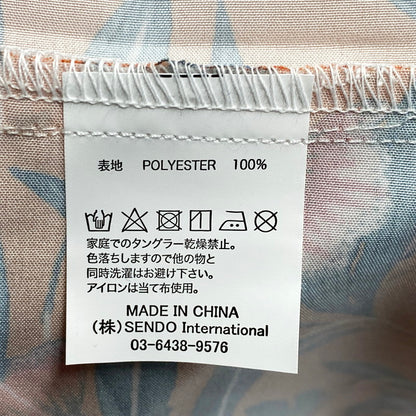 表地 POLYESTER 100%
家庭でのタングラー乾燥禁止。
色落ちしますので他の物と
同時洗濯はお避け下さい。
アイロンは当て布使用。
MADE IN CHINA
(株)SENDO International
03-6438-9576